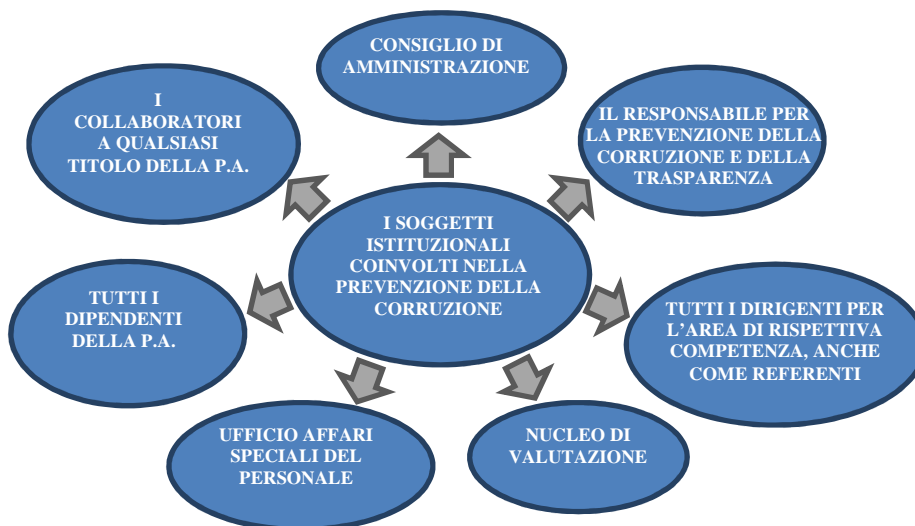 CONSIGLIO DI
AMMINISTRAZIONE
I
COLLABORATORI
A QUALSIASI
TITOLO DELLA P.A.
IL RESPONSABILE PER
LA PREVENZIONE DELLA
CORRUZIONE E DELLA
TRASPARENZA
I SOGGETTI
ISTITUZIONALI
COINVOLTI NELLA
PREVENZIONE DELLA
CORRUZIONE
TUTTI I
DIPENDENTI
DELLA P.A.
TUTTI I DIRIGENTI PER
L’AREA DI RISPETTIVA
COMPETENZA, ANCHE
COME REFERENTI
UFFICIO AFFARI
SPECIALI DEL
PERSONALE
NUCLEO DI
VALUTAZIONE